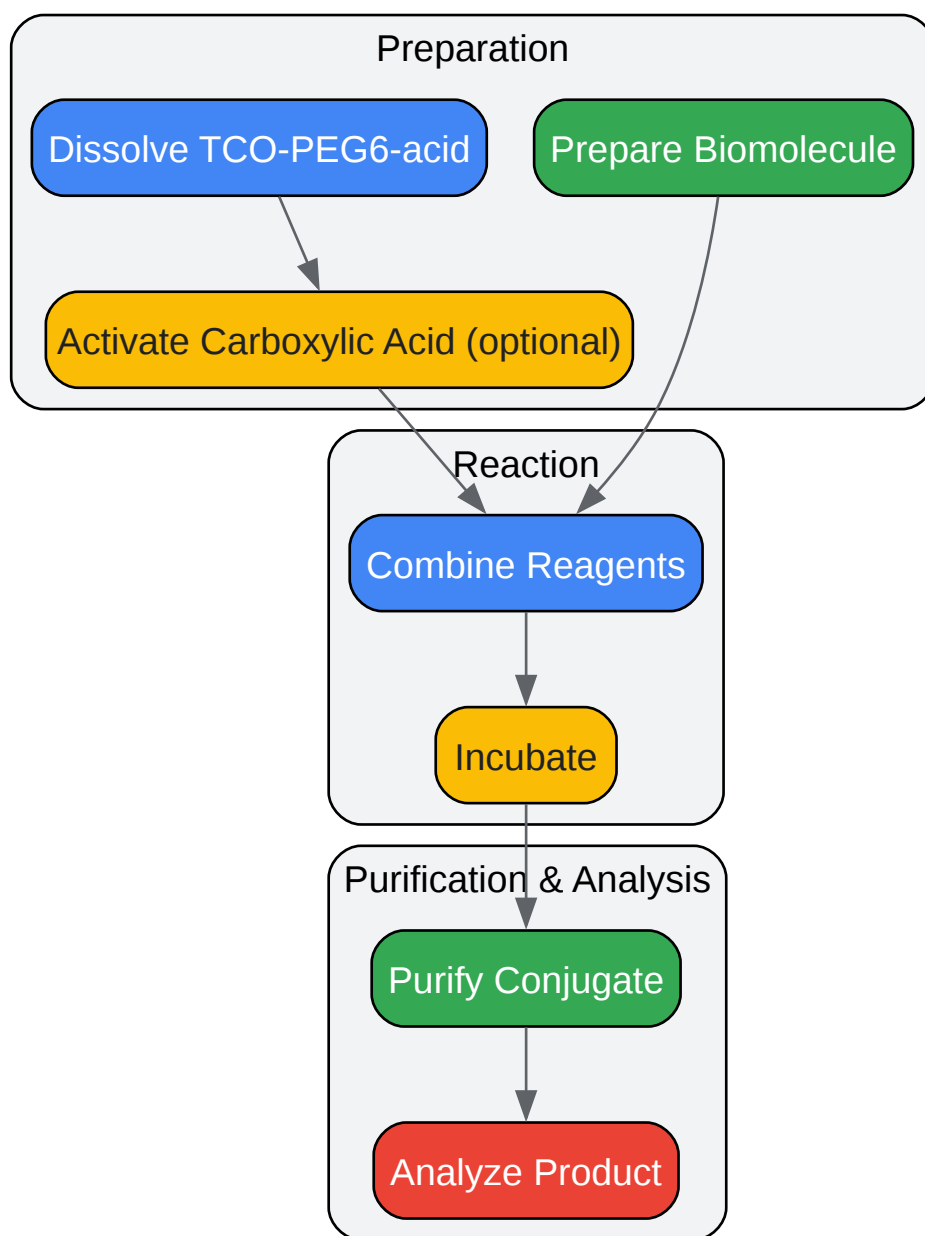 Preparation
Dissolve TCO-PEG6-acid
Prepare Biomolecule
Activate Carboxylic Acid (optional)
Reaction
Combine Reagents
Incubate
Purification & Analysis
Purify Conjugate
Analyze Product